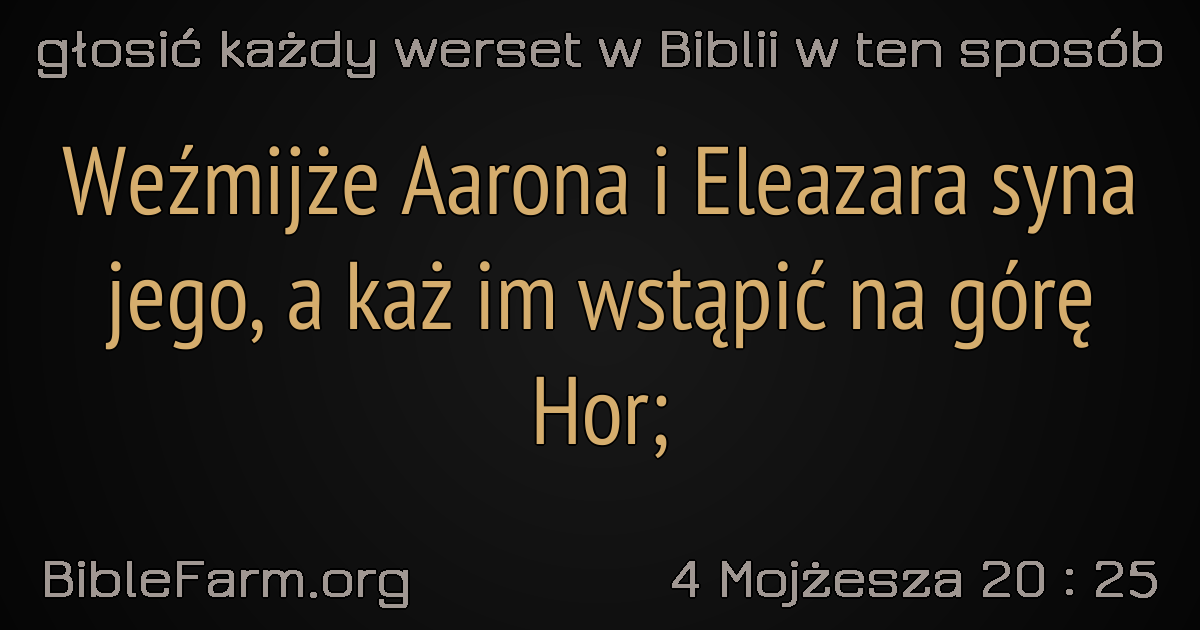 głosić każdy werset w Biblii w ten sposób
Weźmijże Aarona i Eleazara syna
jego, a każ im wstąpić na górę
Hor;
BibleFarm.org
4 Mojżesza 20 : 25